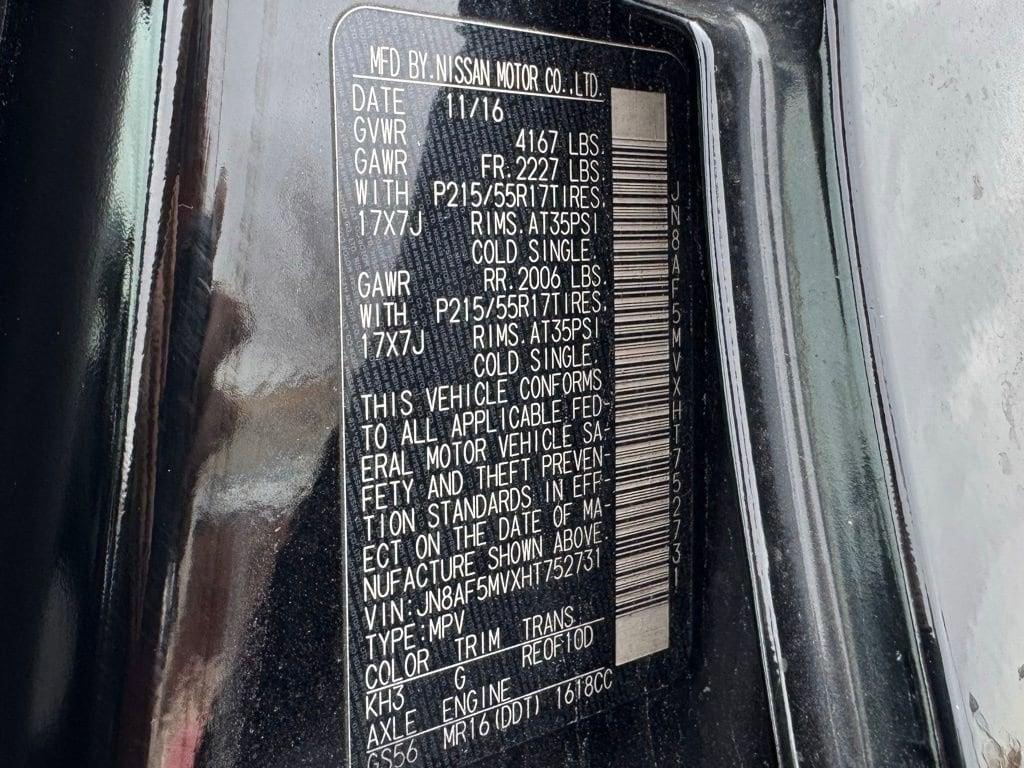 MFD BY.NISSAN MOTOR CO.,LTD.
DATE 11/16
GVWR 4167 LBS.
GAWR FR.2227 LBS.
WITH P215/55R17TIRES.
17X7J RIMS.AT35PSI
COLD SINGLE.
GAWR RR.2006 LBS.
WITH P215/55R17TIRES.
17X7J RIMS.AT35PSI
COLD SINGLE.
THIS VEHICLE CONFORMS
TO ALL APPLICABLE FED-
ERAL MOTOR VEHICLE SA-
FETY AND THEFT PREVEN-
TION STANDARDS IN EFF-
ECT ON THE DATE OF MA-
NUFACTURE SHOWN ABOVE.
VIN:JN8AF5MVXHT752731
TYPE:MPV
COLOR TRIM TRANS.
KH3 G REOF10D
AXLE ENGINE
GS56 MR16(DDT) 1618CC
JN8AF5MVXHT752731